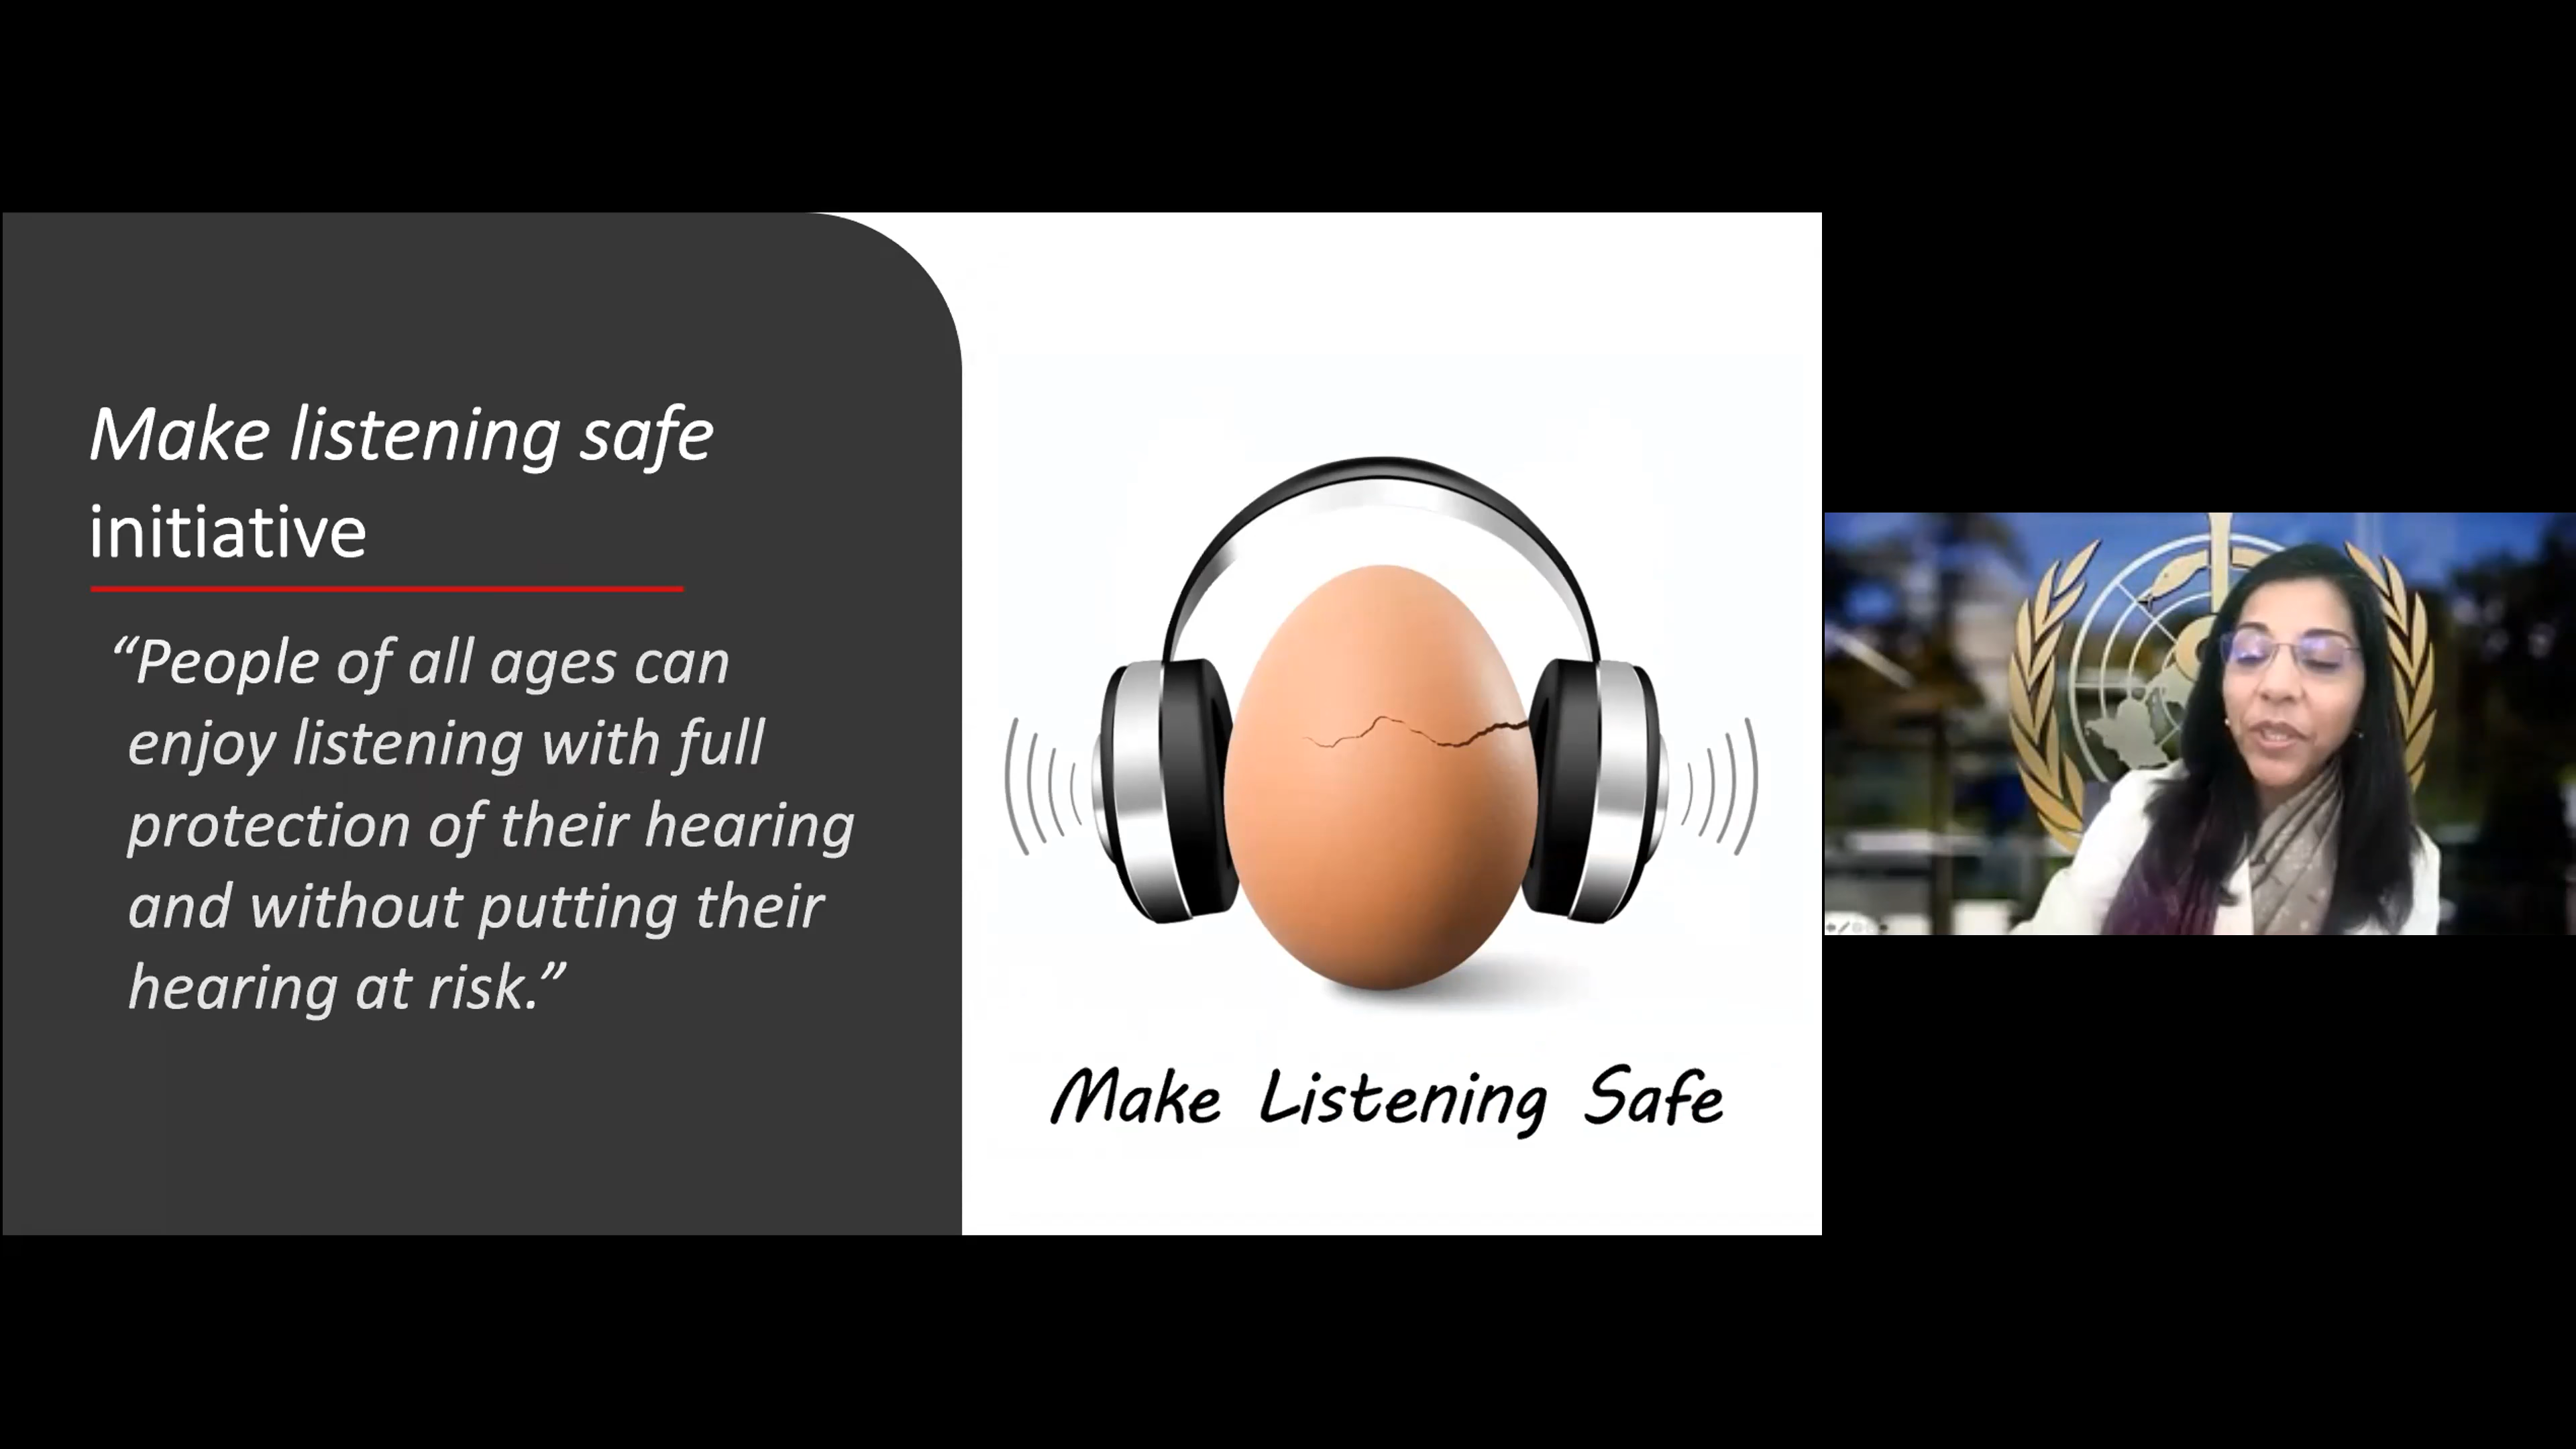 Make listening safe
initiative
“People of all ages can
enjoy listening with full
protection of their hearing
and without putting their
hearing at risk.”
Make Listening Safe